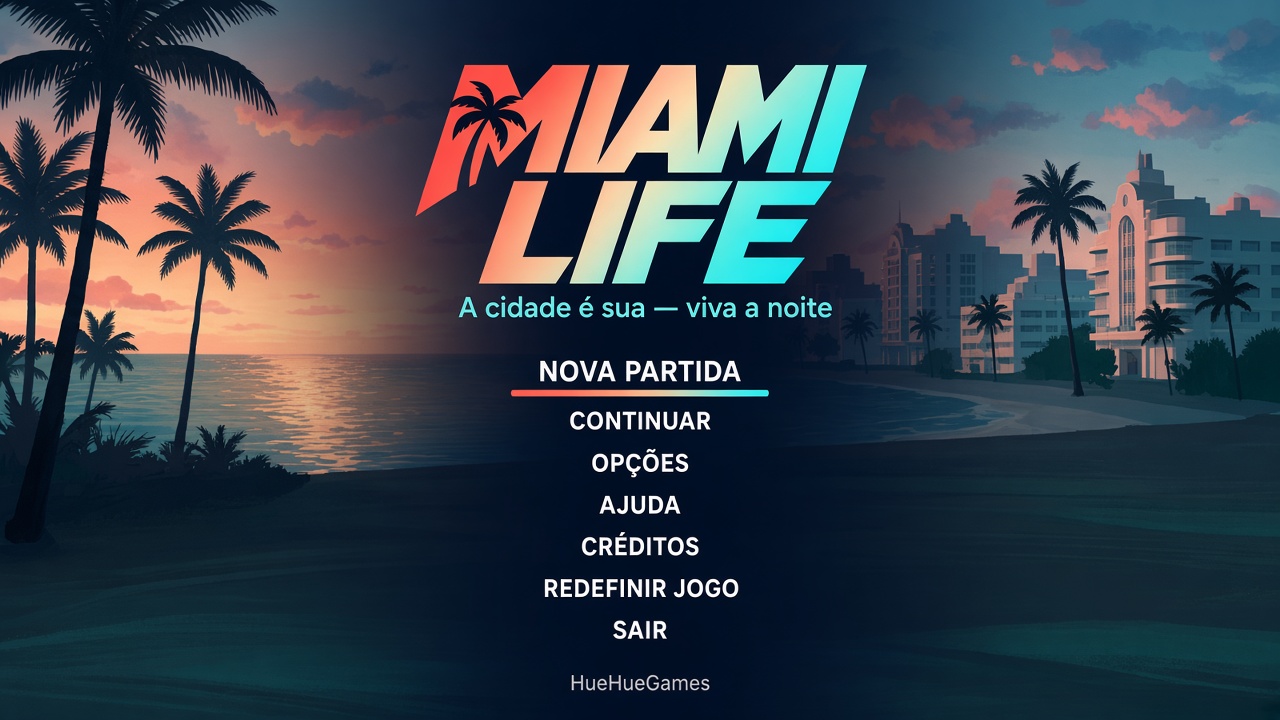 MIAMI
LIFE
A cidade é sua — viva a noite
NOVA PARTIDA
CONTINUAR
OPÇÕES
AJUDA
CRÉDITOS
REDEFINIR JOGO
SAIR
HueHueGames